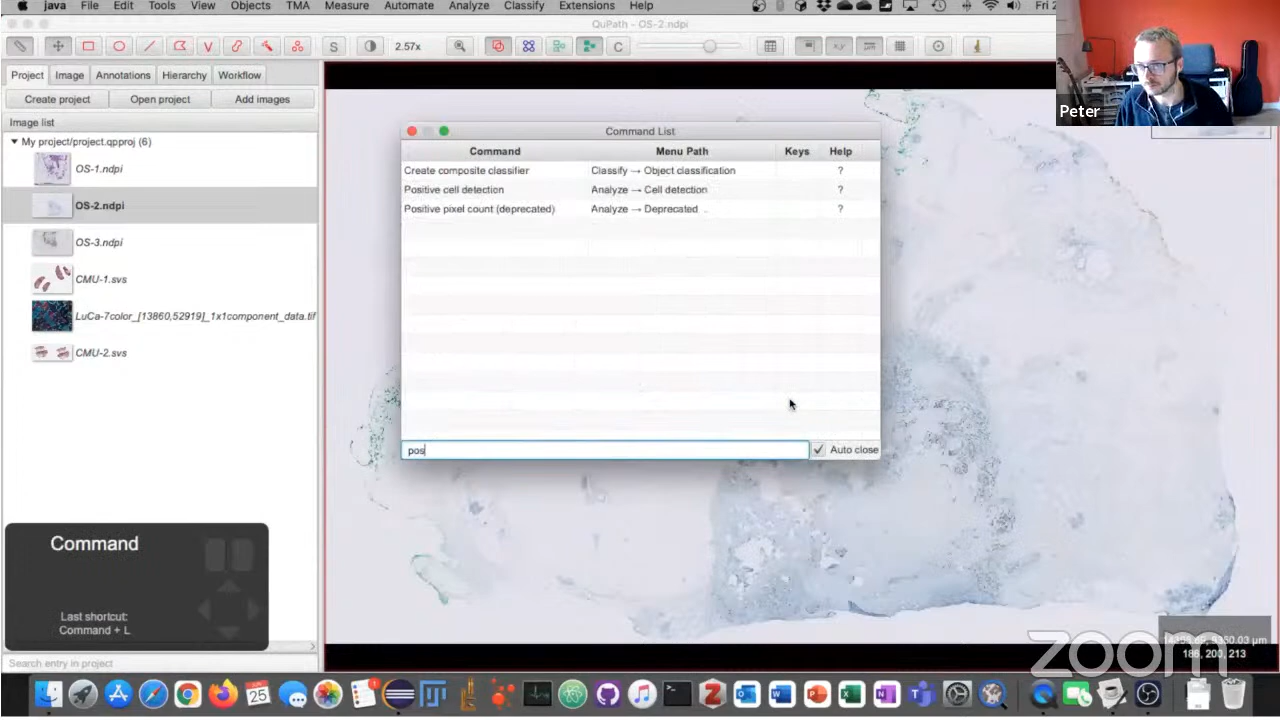 java File Edit Tools View Objects TMA Measure Automate Analyze Classify Extensions Help Fri 2
QuPath - OS-2.ndpi
S 2.57x C
Project Image Annotations Hierarchy Workflow
Create project Open project Add images
Image list
My project/project.qpproj (6)
OS-1.ndpi
OS-2.ndpi
OS-3.ndpi
CMU-1.svs
LuCa-7color_[13860,52919]_1x1component_data.tif
CMU-2.svs
Peter
Command List
Command Menu Path Keys Help
Create composite classifier Classify → Object classification ?
Positive cell detection Analyze → Cell detection ?
Positive pixel count (deprecated) Analyze → Deprecated ... ?
pos Auto close
Command
Last shortcut:
Command + L
Search entry in project
188, 200, 213
zoom
25